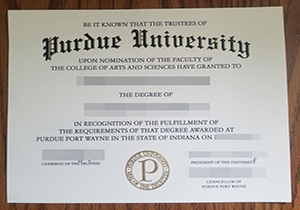 BE IT KNOWN THAT THE TRUSTEES OF
Purdue University
UPON NOMINATION OF THE FACULTY OF
THE COLLEGE OF ARTS AND SCIENCES HAVE GRANTED TO
THE DEGREE OF
IN RECOGNITION OF THE FULFILLMENT OF
THE REQUIREMENTS OF THAT DEGREE AWARDED AT
PURDUE FORT WAYNE IN THE STATE OF INDIANA ON
CHAIRMAN OF THE TRUSTEES
PRESIDENT OF THE UNIVERSITY
P
CHANCELLOR OF
PURDUE FORT WAYNE